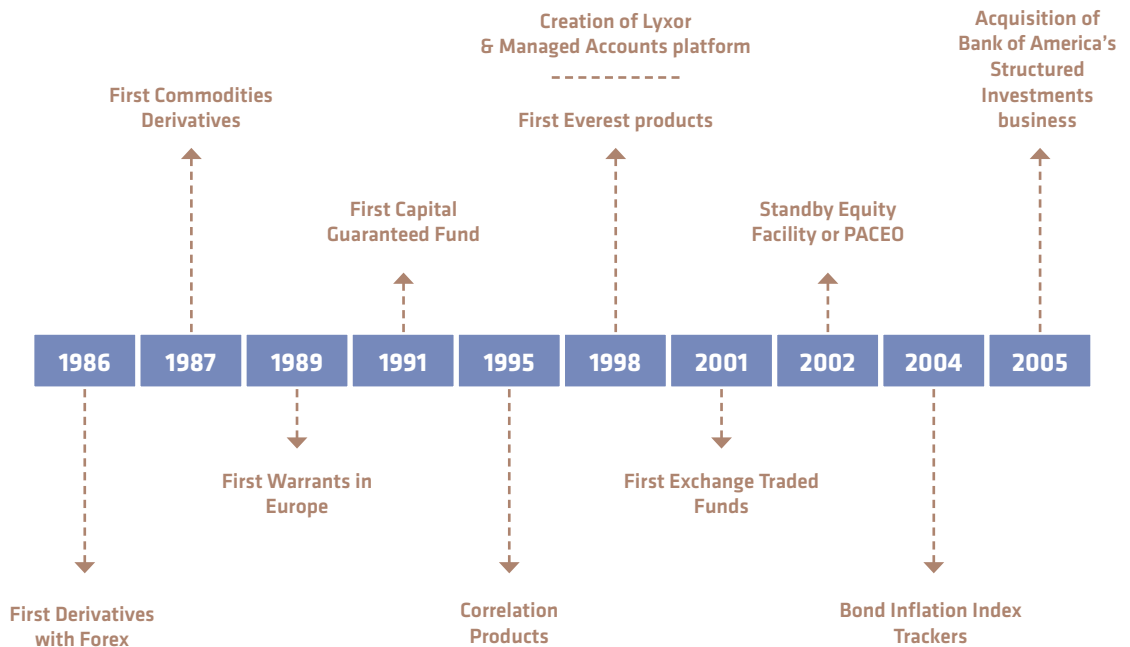 Creation of Lyxor
& Managed Accounts platform
First Everest products
Acquisition of
Bank of America's
Structured
Investments
business
First Commodities
Derivatives
First Capital
Guaranteed Fund
Standby Equity
Facility or PACEO
1986 1987 1989 1991 1995 1998 2001 2002 2004 2005
First Warrants in
Europe
First Exchange Traded
Funds
First Derivatives
with Forex
Correlation
Products
Bond Inflation Index
Trackers